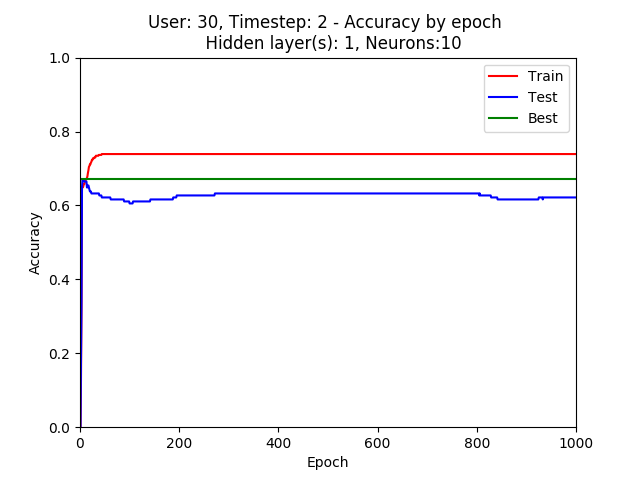 User: 30, Timestep: 2 - Accuracy by epoch
Hidden layer(s): 1, Neurons:10
Train
Test
Best
1.0
0.8
0.6
0.4
0.2
0.0
Accuracy
0 200 400 600 800 1000
Epoch